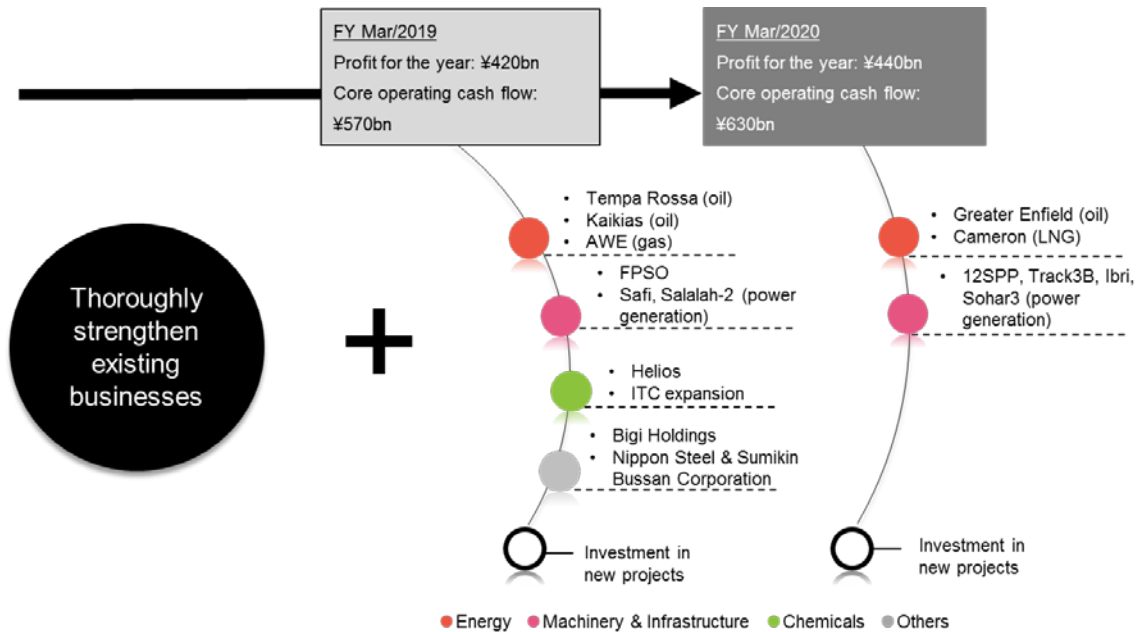 FY Mar/2019
Profit for the year: ¥420bn
Core operating cash flow:
¥570bn
FY Mar/2020
Profit for the year: ¥440bn
Core operating cash flow:
¥630bn
Thoroughly
strengthen
existing
businesses
+
• Tempa Rossa (oil)
• Kaikias (oil)
• AWE (gas)
• FPSO
• Safi, Salalah-2 (power
generation)
• Helios
• ITC expansion
• Bigi Holdings
• Nippon Steel & Sumikin
Bussan Corporation
Investment in
new projects
• Greater Enfield (oil)
• Cameron (LNG)
• 12SPP, Track3B, Ibri,
Sohar3 (power
generation)
Investment in
new projects
Energy Machinery & Infrastructure Chemicals Others